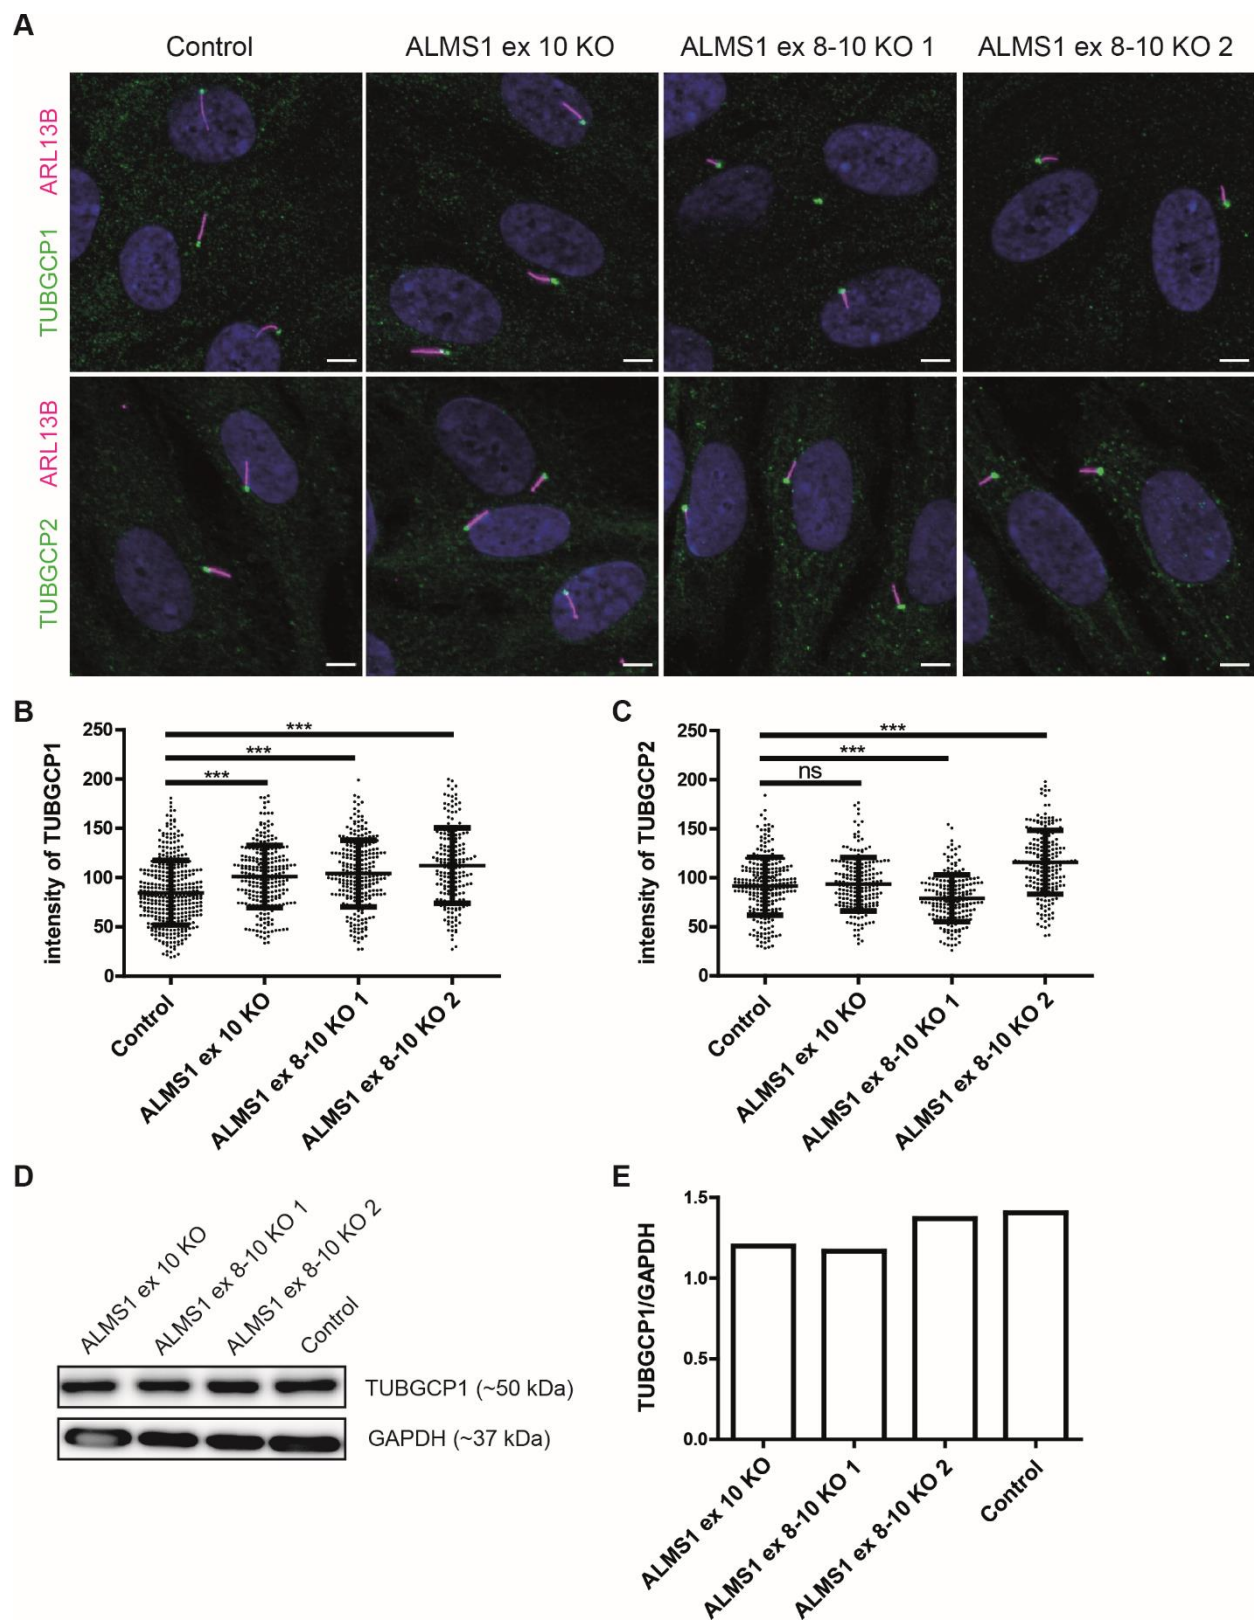 A
Control
ALMS1 ex 10 KO
ALMS1 ex 8-10 KO 1
ALMS1 ex 8-10 KO 2
TUBGCP1 ARL13B
TUBGCP2 ARL13B
B
intensity of TUBGCP1
250
200
150
100
50
0
***
***
***
Control
ALMS1 ex 10 KO
ALMS1 ex 8-10 KO 1
ALMS1 ex 8-10 KO 2
C
intensity of TUBGCP2
250
200
150
100
50
0
***
***
ns
Control
ALMS1 ex 10 KO
ALMS1 ex 8-10 KO 1
ALMS1 ex 8-10 KO 2
D
ALMS1 ex 10 KO
ALMS1 ex 8-10 KO 1
ALMS1 ex 8-10 KO 2
Control
TUBGCP1 (~50 kDa)
GAPDH (~37 kDa)
E
TUBGCP1/GAPDH
1.5
1.0
0.5
0.0
ALMS1 ex 10 KO
ALMS1 ex 8-10 KO 1
ALMS1 ex 8-10 KO 2
Control